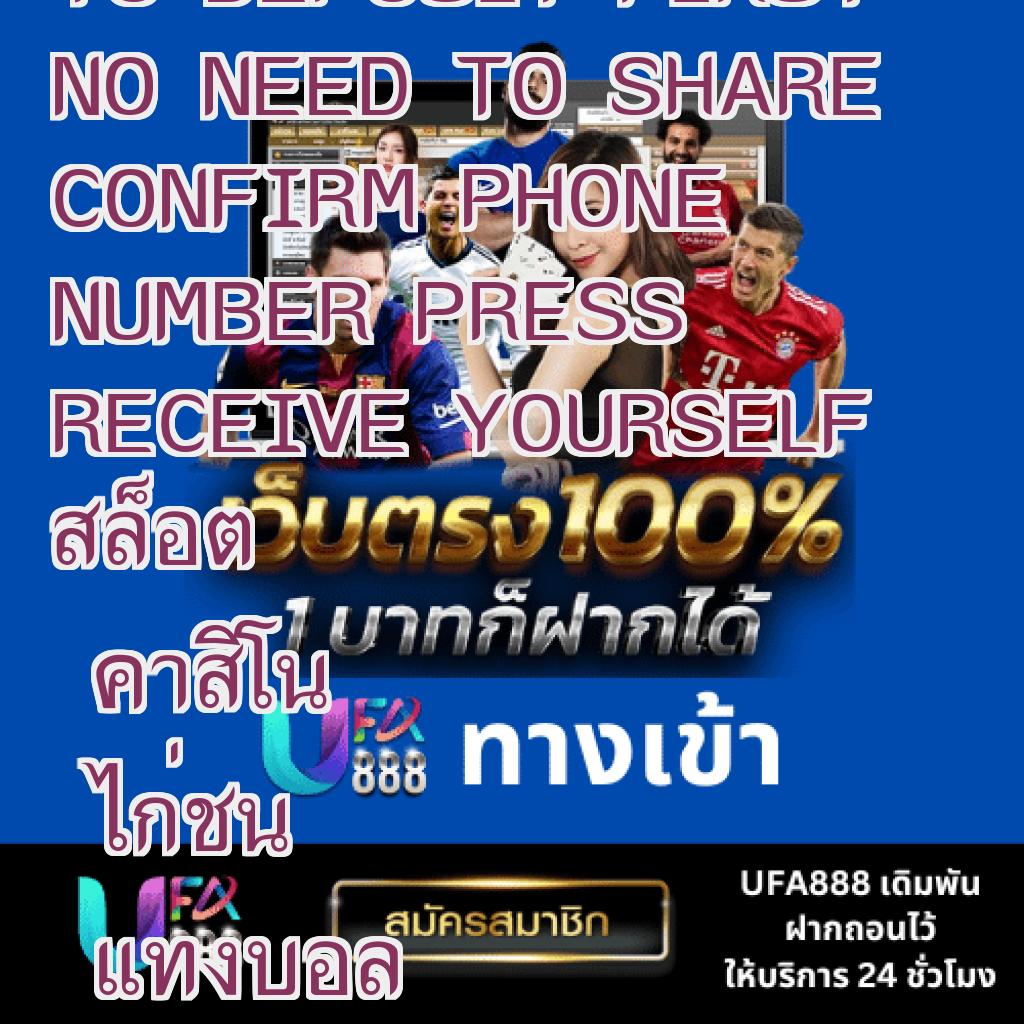 TO DEPOSIT FIRST
NO NEED TO SHARE
CONFIRM PHONE
NUMBER PRESS
RECEIVE YOURSELF
สล็อต
เว็บตรง100%
1 บาทก็ฝากได้
คาสิโน
UFA
888
ทางเข้า
ไก่ชน
UFA
สมัครสมาชิก
UFA888 เดิมพัน
ฝากถอนไว้
ให้บริการ 24 ชั่วโมง
แทงบอล